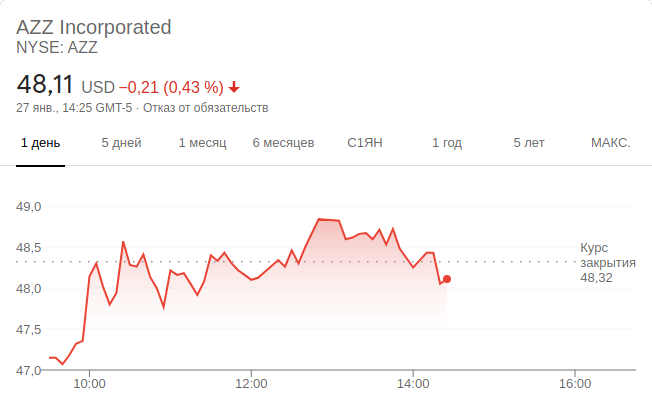 AZZ Incorporated
NYSE: AZZ
48,11 USD −0,21 (0,43 %)
27 янв., 14:25 GMT-5 · Отказ от обязательств
1 день 5 дней 1 месяц 6 месяцев С1ЯН 1 год 5 лет МАКС.
49,0
48,5
48,0
47,5
47,0
Курс
закрытия
48,32
10:00 12:00 14:00 16:00